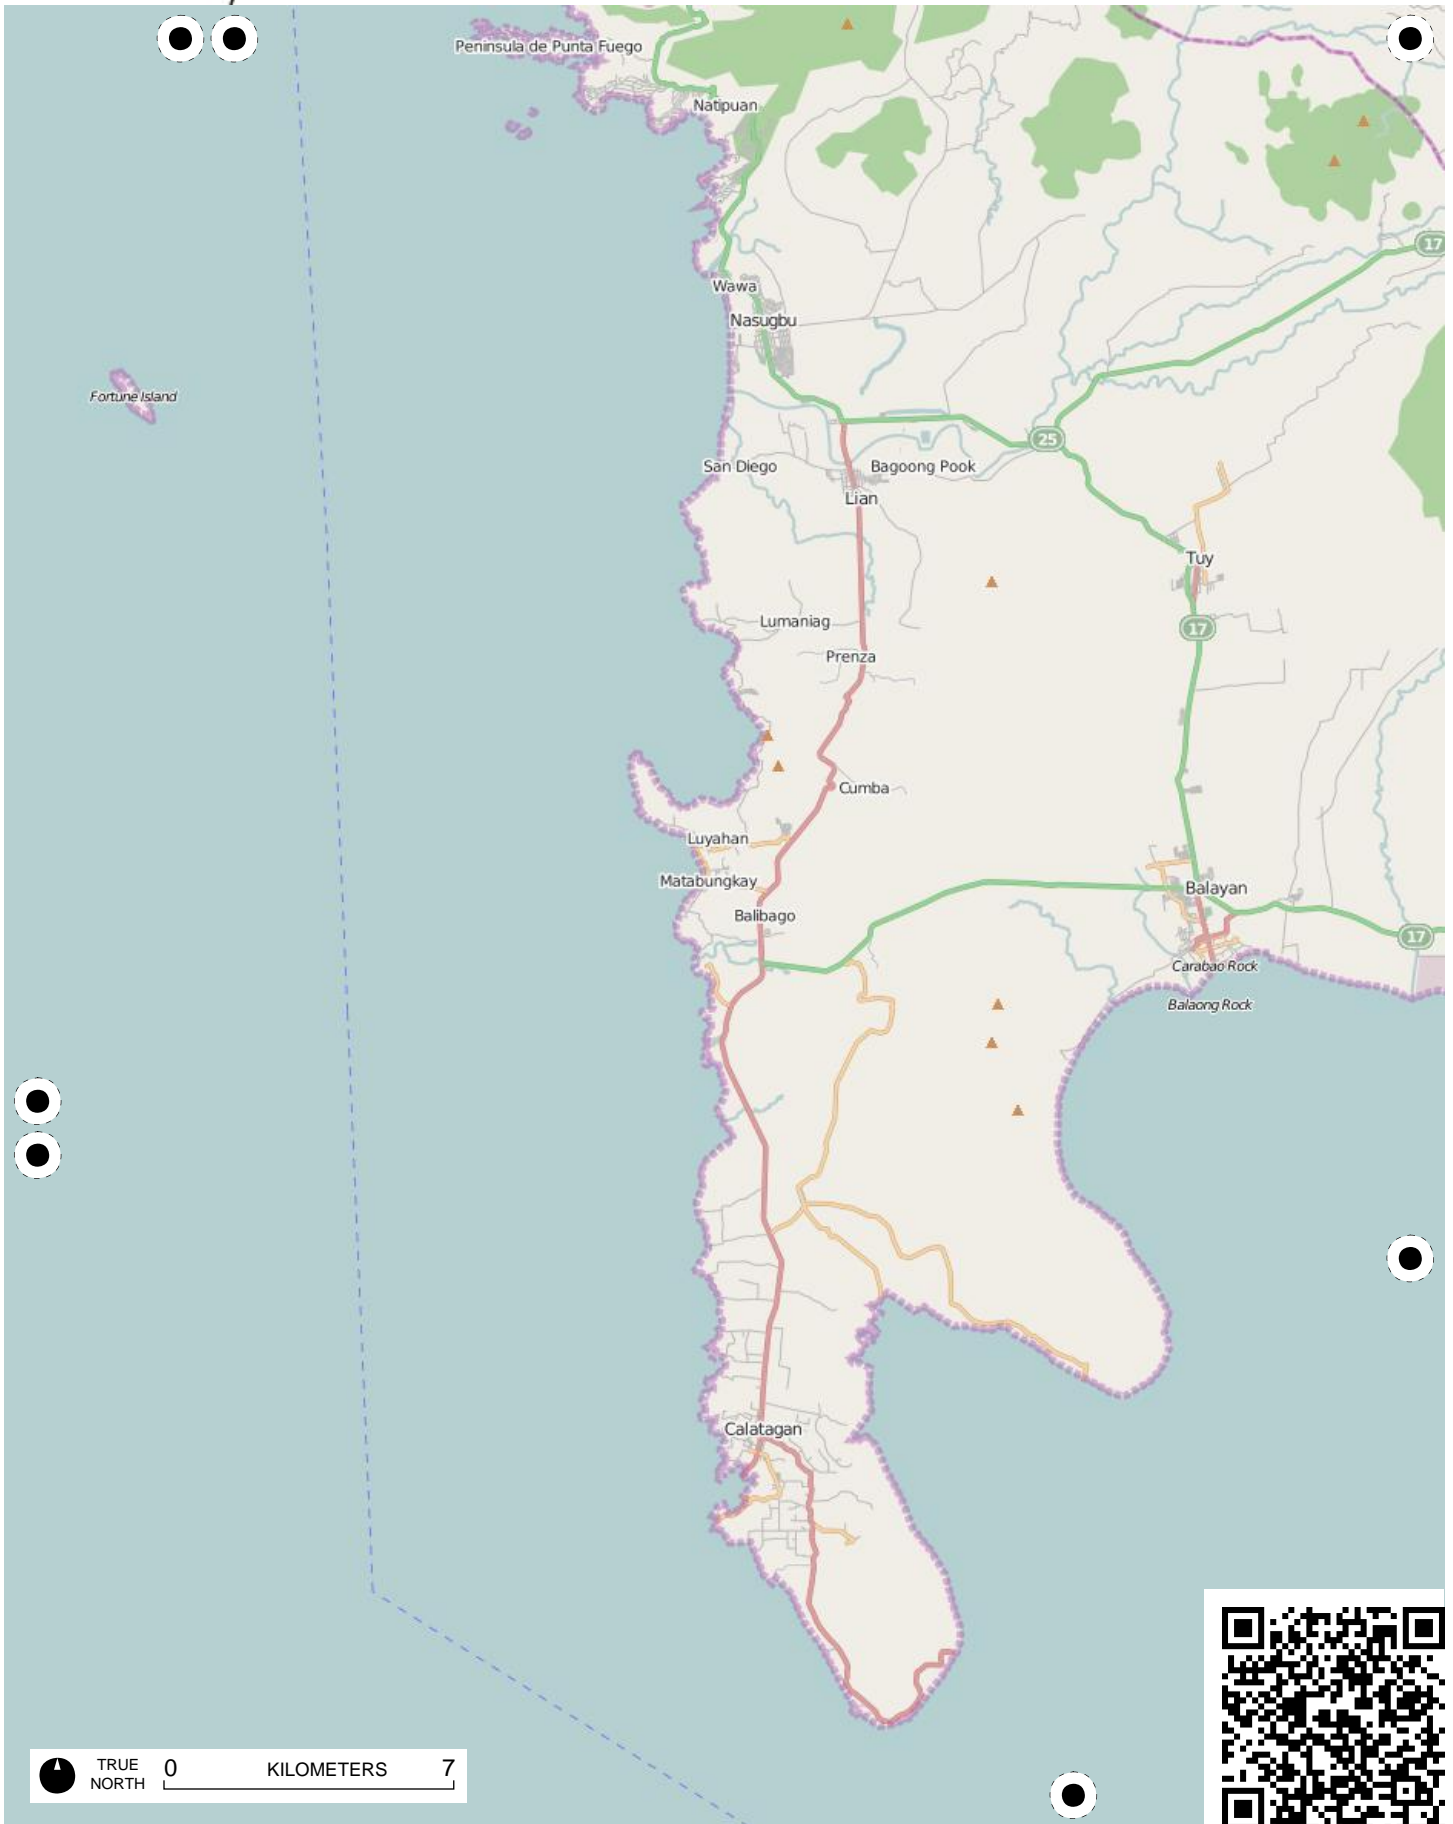 Peninsula de Punta Fuego
Natipuan
17
Wawa
Nasugbu
Fortune Island
25
San Diego
Bagoong Pook
Lian
Tuy
Lumaniag
17
Prenza
Cumba
Luyahan
Matabungkay
Balayan
Balibago
17
Carabao Rock
Balaong Rock
Calatagan
TRUE NORTH
0 KILOMETERS 7